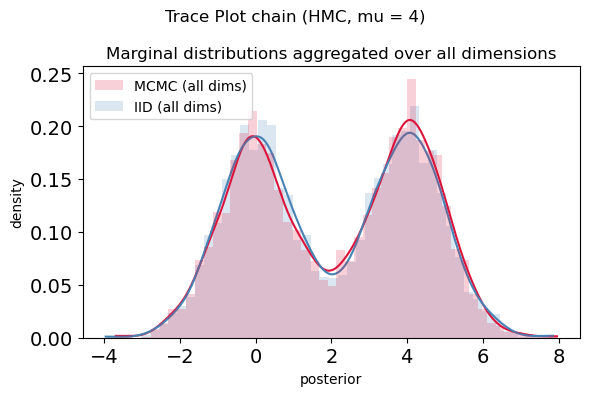 Trace Plot chain (HMC, mu = 4)
Marginal distributions aggregated over all dimensions
MCMC (all dims)
IID (all dims)
density
0.25
0.20
0.15
0.10
0.05
0.00
−4 −2 0 2 4 6 8
posterior